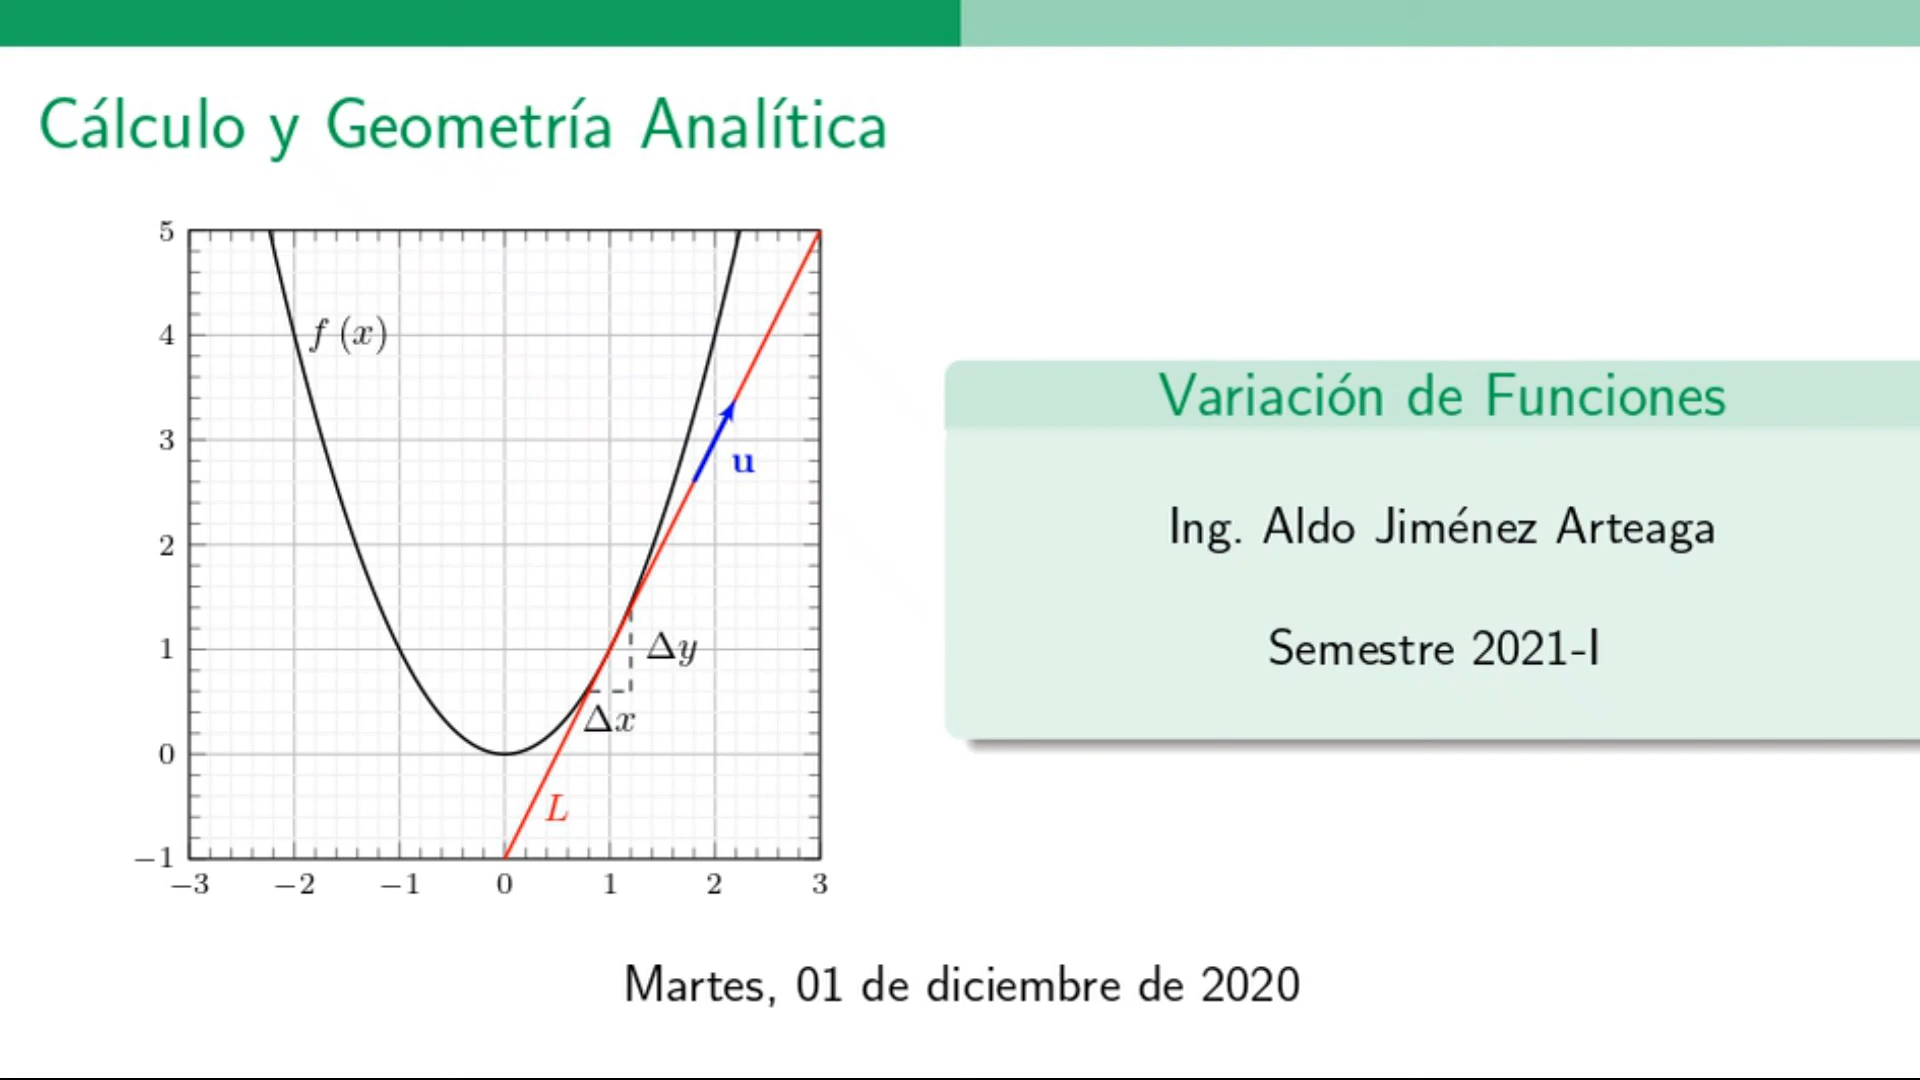 Cálculo y Geometría Analítica
5
4
3
2
1
0
−1
−3 −2 −1 0 1 2 3
f (x)
u
Δy
Δx
L
Variación de Funciones
Ing. Aldo Jiménez Arteaga
Semestre 2021-I
Martes, 01 de diciembre de 2020